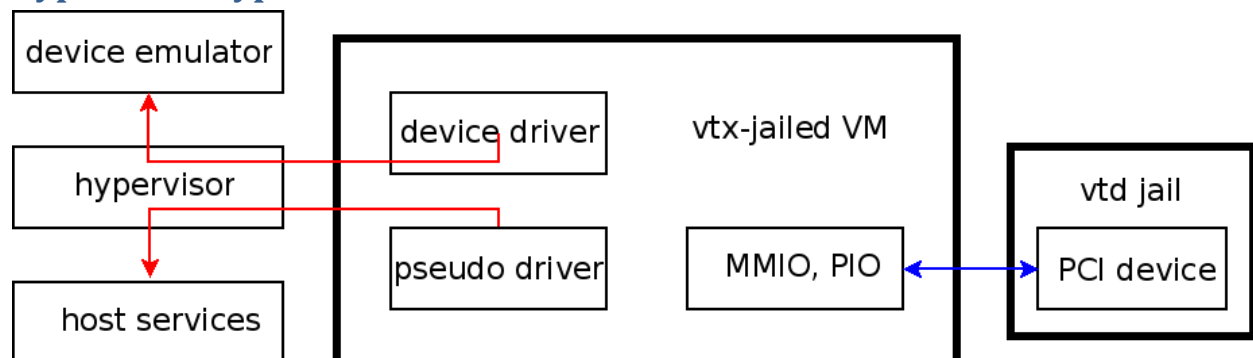 device emulator
device driver
vtx-jailed VM
hypervisor
vtd jail
pseudo driver
MMIO, PIO
PCI device
host services